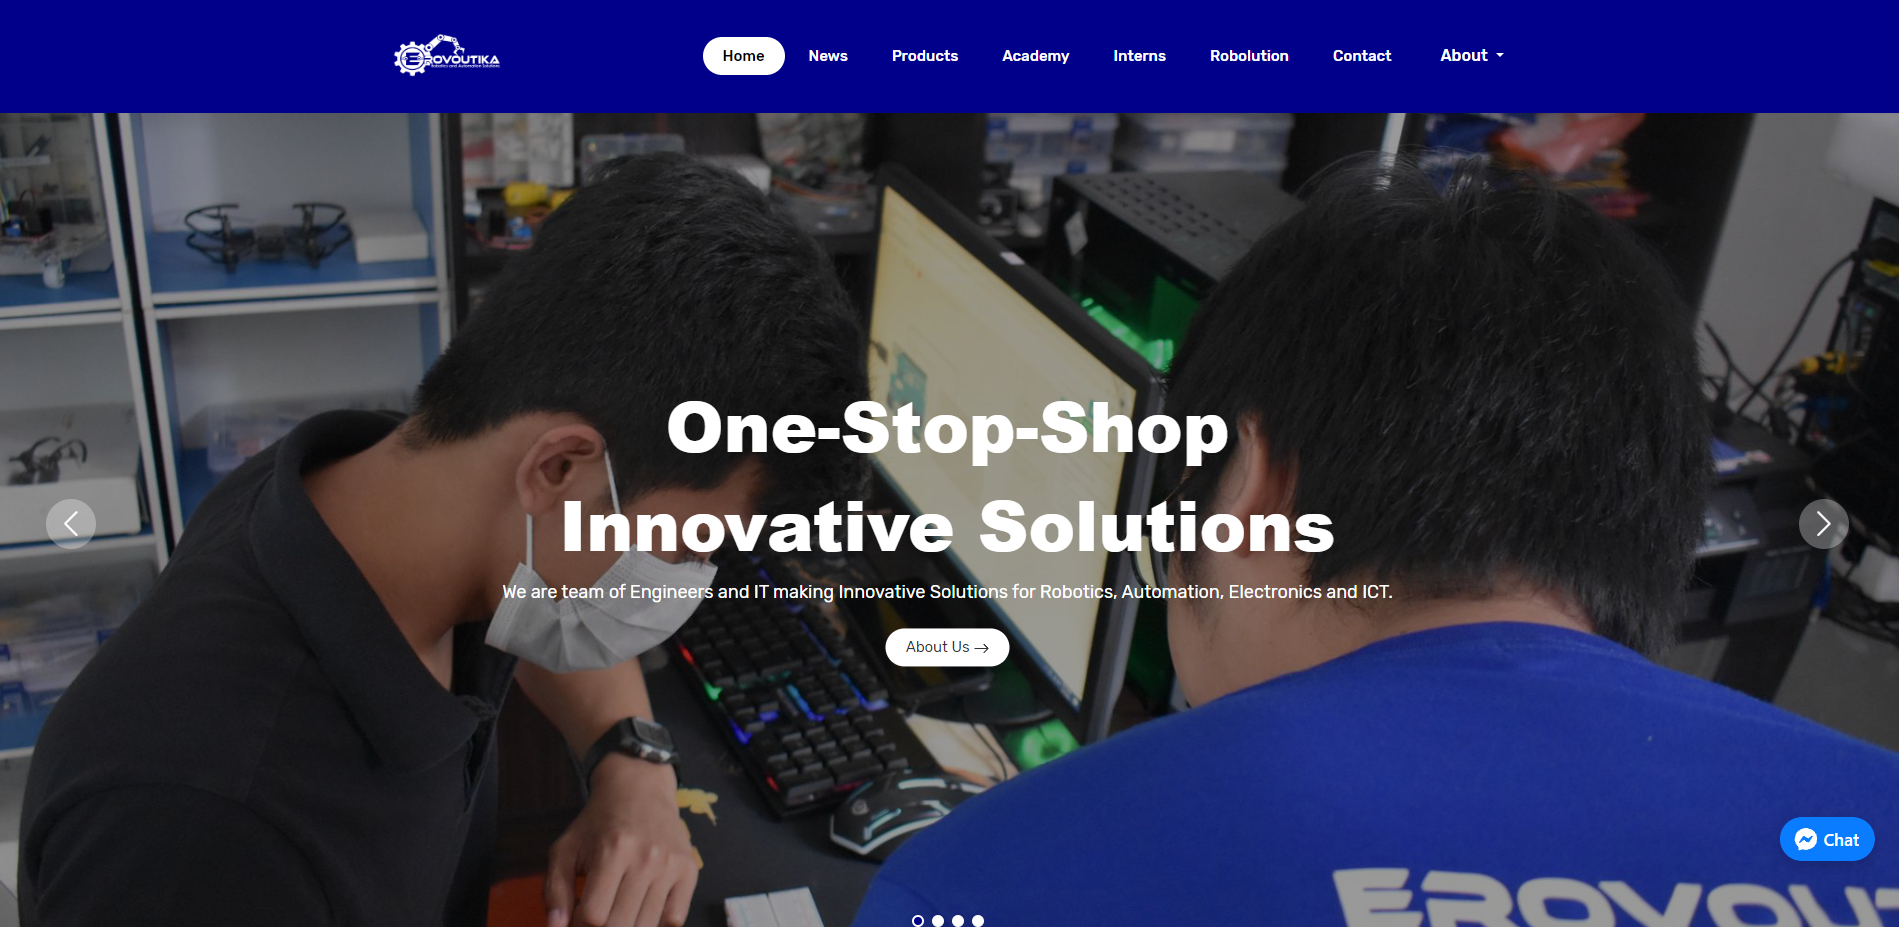 EROVOUTIKA
Robotics and Automation Solutions
Home
News
Products
Academy
Interns
Robolution
Contact
About
One-Stop-Shop
Innovative Solutions
We are team of Engineers and IT making Innovative Solutions for Robotics, Automation, Electronics and ICT.
About Us →
Chat
EROVOUT